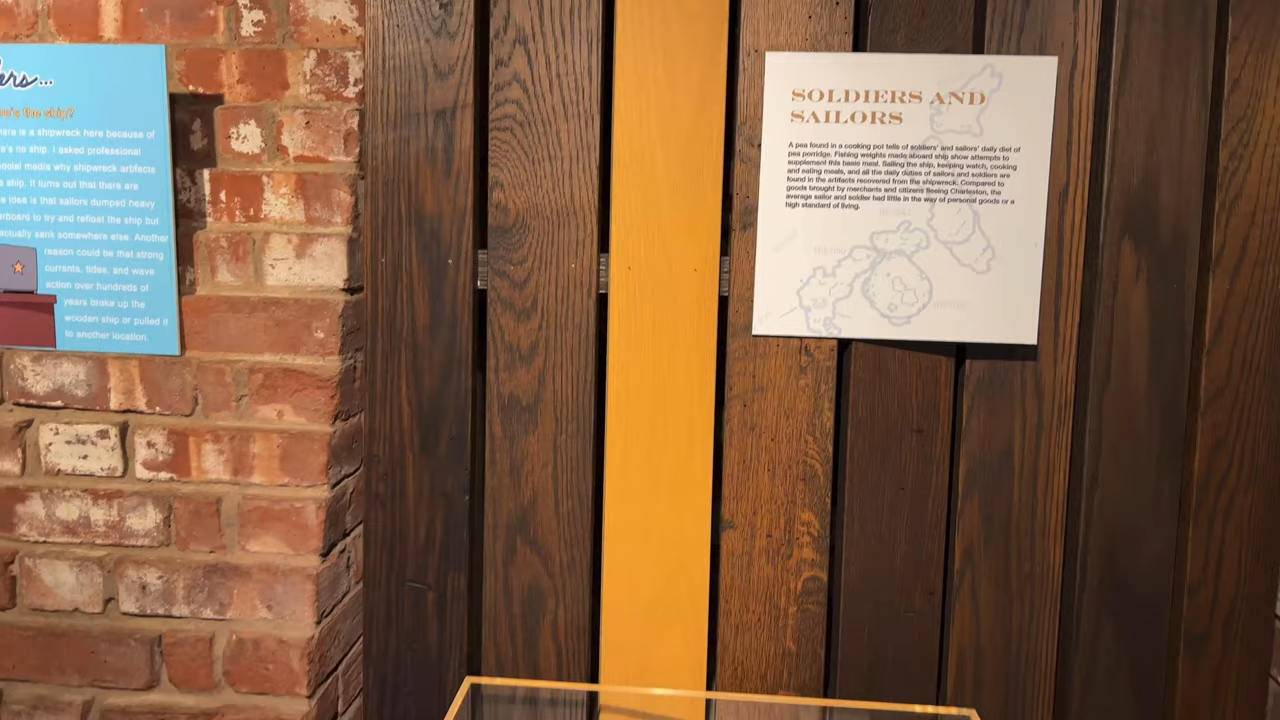 ers...
e's the ship?
here is a shipwreck here because of
's no ship. I asked professional
why shipwreck artifacts
ship. It turns out that there are
idea is that sailors dumped heavy
rboard to try and refloat the ship but
actually sank somewhere else. Another
reason could be that strong
currents, tides, and wave
action over hundreds of
years broke up the
wooden ship or pulled it
to another location.
SOLDIERS AND
SAILORS
A pea found in a cooking pot tells of soldiers' and sailors' daily diet of
pea porridge. Fishing weights made aboard ship show attempts to
supplement this basic meal. Sailing the ship, keeping watch, cooking
and eating meals, and all the daily duties of sailors and soldiers are
found in the artifacts recovered from the shipwreck. Compared to
goods brought by merchants and citizens fleeing Charleston, the
average sailor and soldier had little in the way of personal goods or a
high standard of living.